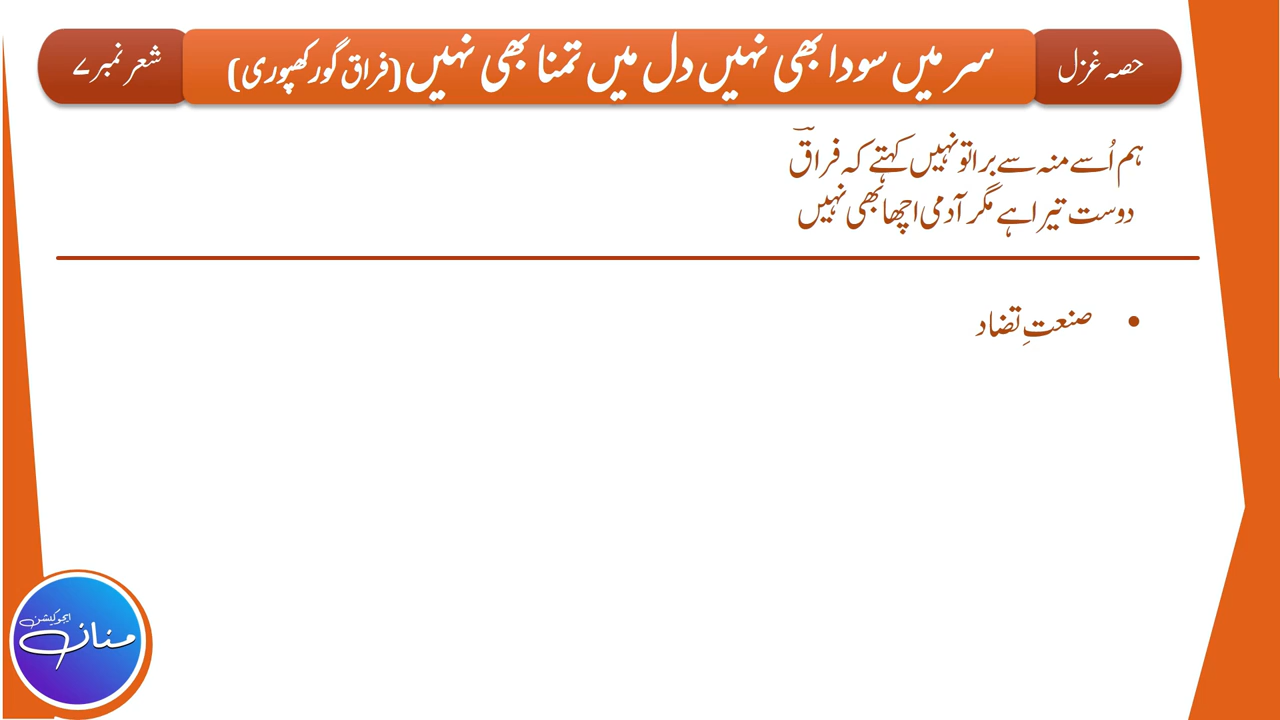 حصہ غزل
سر میں سودا بھی نہیں دل میں تمنا بھی نہیں (فراق گورکھپوری)
شعر نمبر ۷
ہم اُسے منہ سے برا تو نہیں کہتے کہ فراقؔ
دوست تیرا ہے مگر آدمی اچھا بھی نہیں
• صنعتِ تضاد
منان
ایجوکیشن